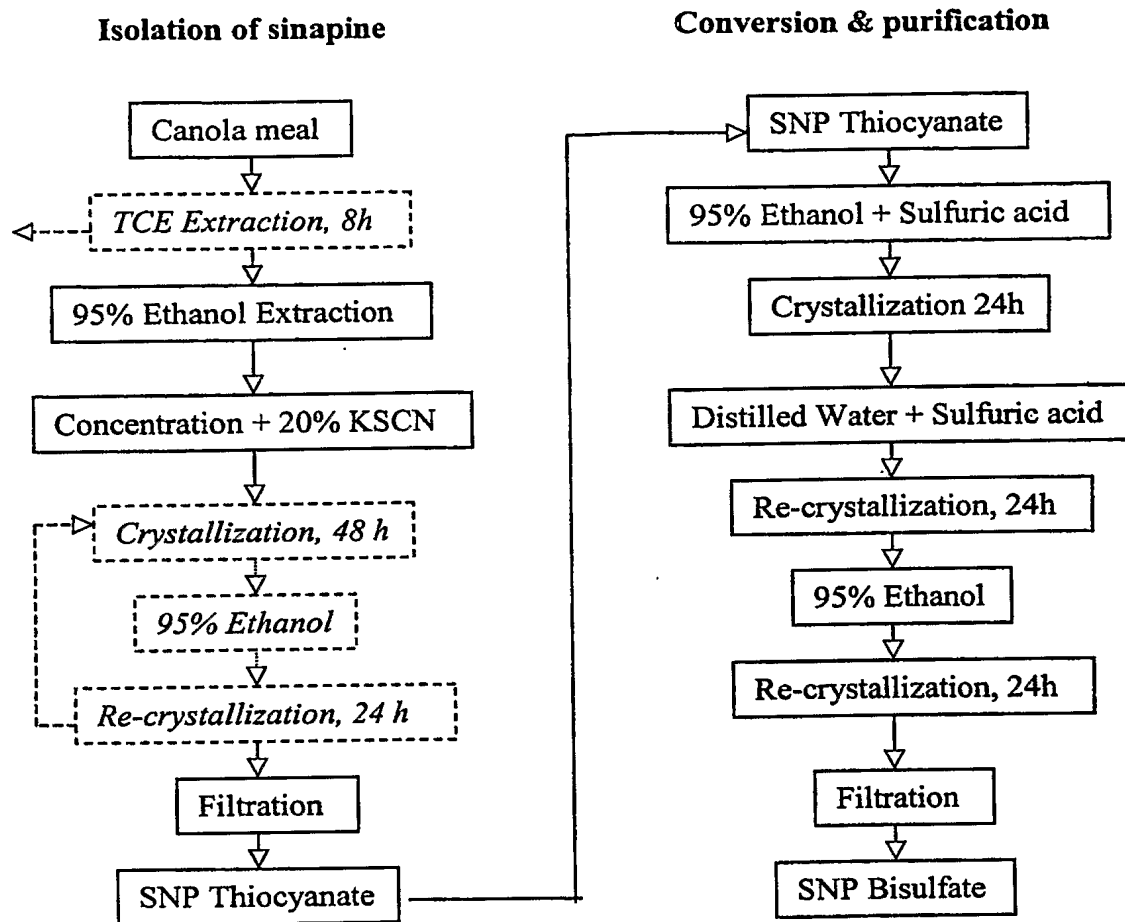 Isolation of sinapine
Canola meal
TCE Extraction, 8h
95% Ethanol Extraction
Concentration + 20% KSCN
Crystallization, 48 h
95% Ethanol
Re-crystallization, 24 h
Filtration
SNP Thiocyanate
Conversion & purification
SNP Thiocyanate
95% Ethanol + Sulfuric acid
Crystallization 24h
Distilled Water + Sulfuric acid
Re-crystallization, 24h
95% Ethanol
Re-crystallization, 24h
Filtration
SNP Bisulfate